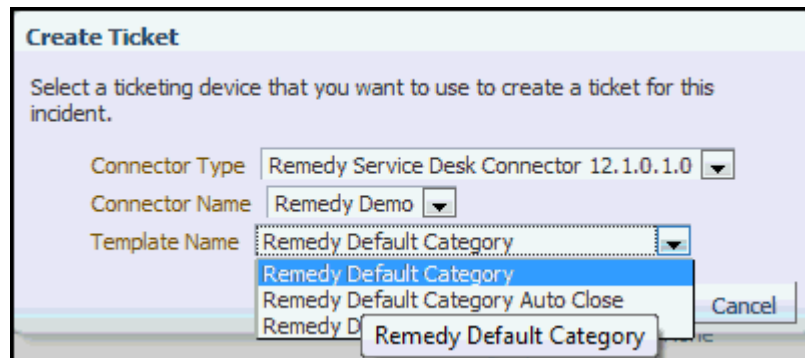 Create Ticket
Select a ticketing device that you want to use to create a ticket for this
incident.
Connector Type Remedy Service Desk Connector 12.1.0.1.0
Connector Name Remedy Demo
Template Name Remedy Default Category
Remedy Default Category
Remedy Default Category Auto Close
Cancel
Remedy
Remedy Default Category